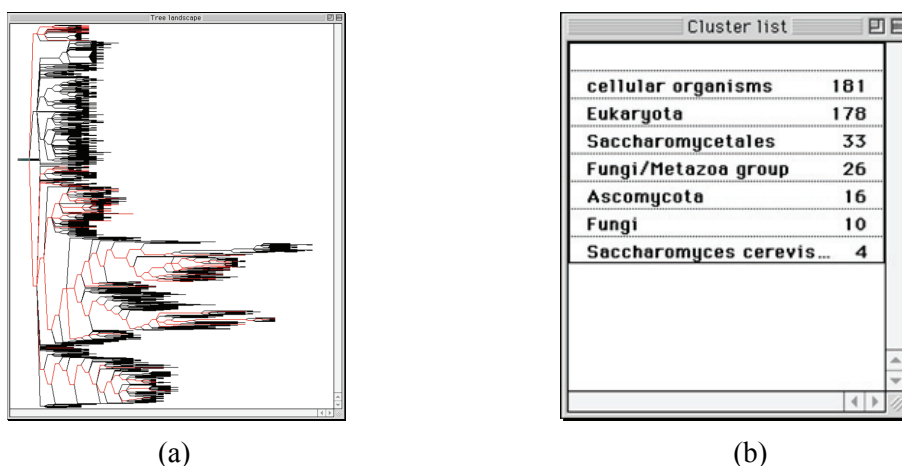 Tree landscape
Cluster list
cellular organisms 181
Eukaryota 178
Saccharomycetales 33
Fungi/Metazoa group 26
Ascomycota 16
Fungi 10
Saccharomyces cerevis... 4
(a) (b)